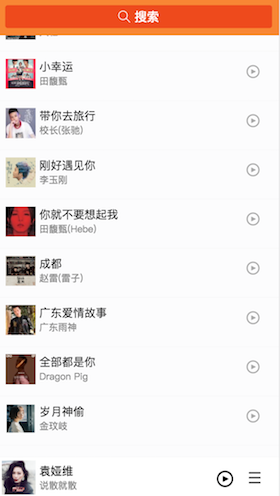 搜索
小幸运
田馥甄
带你去旅行
校长(张驰)
刚好遇见你
李玉刚
你就不要想起我
田馥甄(Hebe)
成都
赵雷(雷子)
广东爱情故事
广东雨神
全部都是你
Dragon Pig
岁月神偷
金玟岐
袁娅维
说散就散